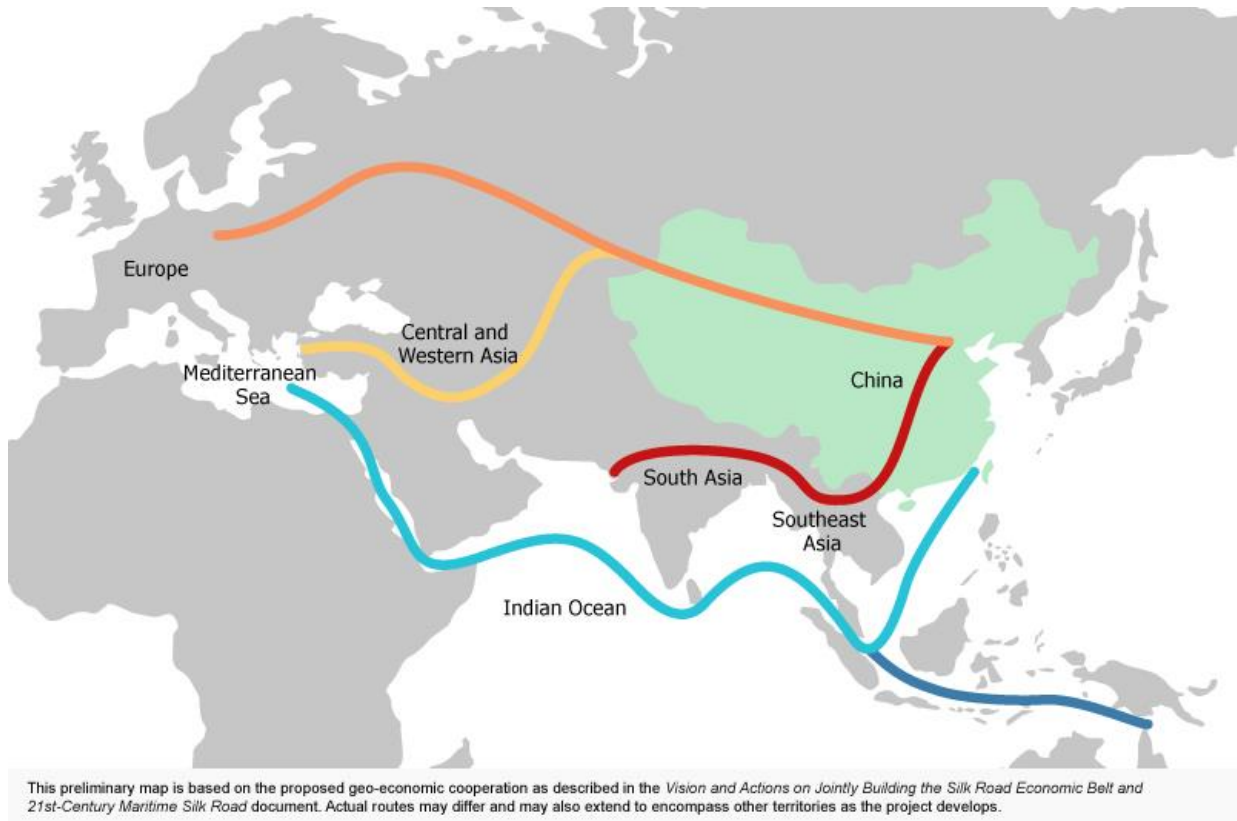 Europe
Central and
Western Asia
Mediterranean
Sea
China
South Asia
Southeast
Asia
Indian Ocean
This preliminary map is based on the proposed geo-economic cooperation as described in the Vision and Actions on Jointly Building the Silk Road Economic Belt and
21st-Century Maritime Silk Road document. Actual routes may differ and may also extend to encompass other territories as the project develops.